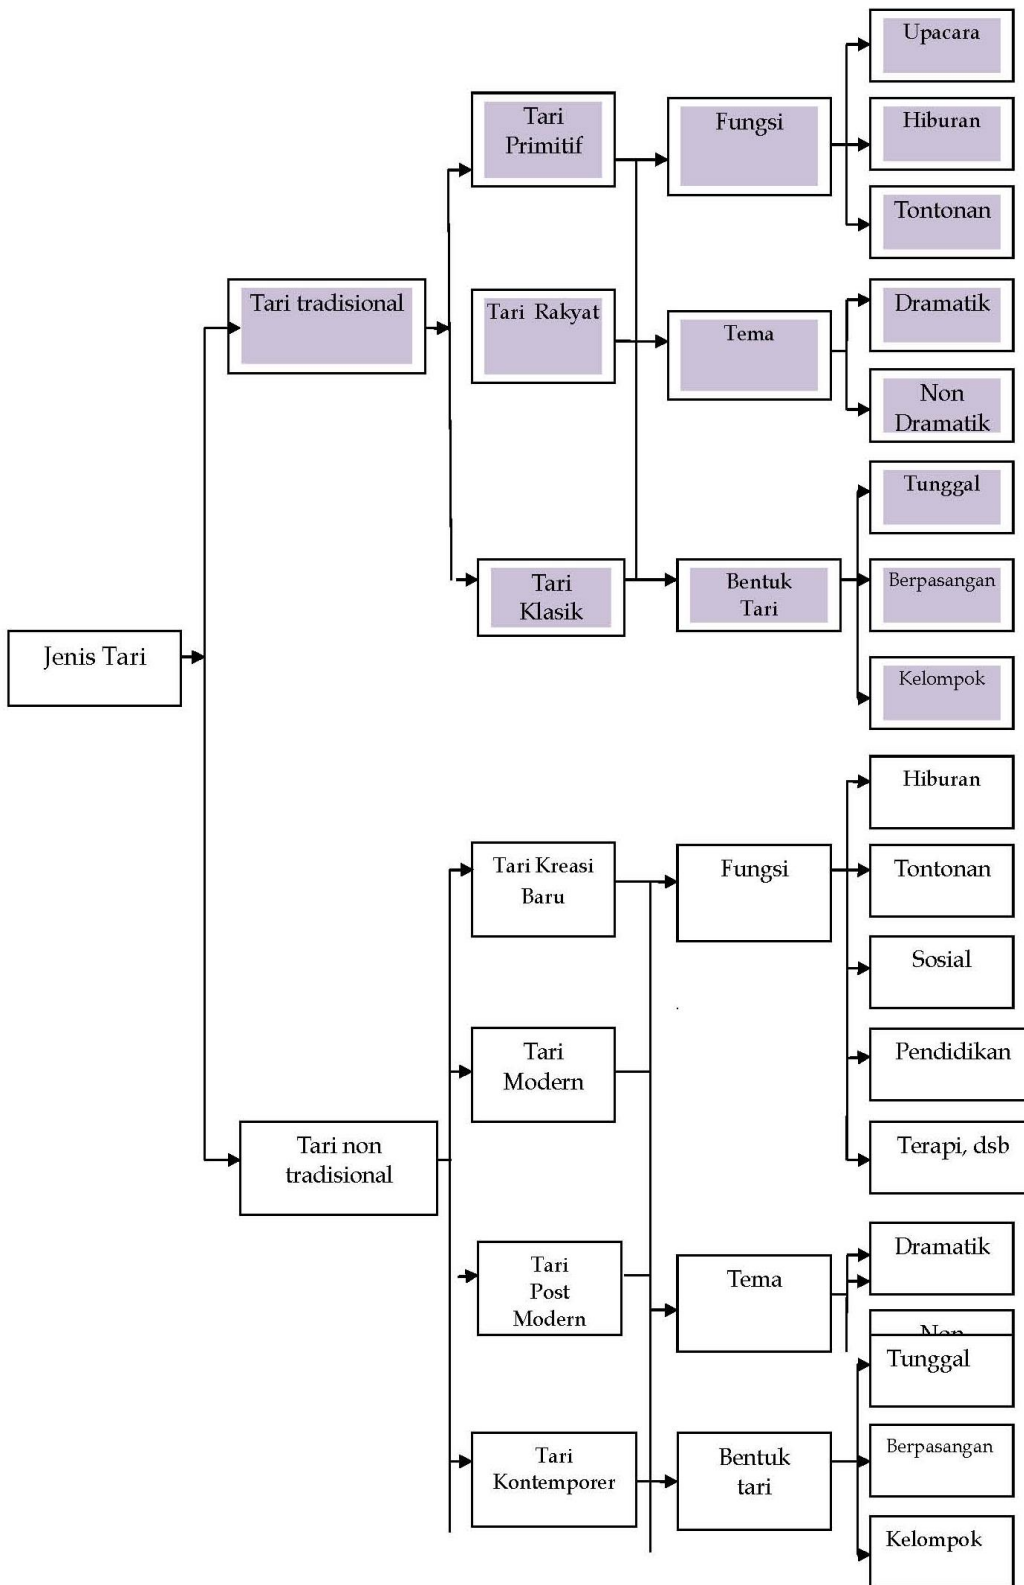 Upacara
Tari
Primitif
Fungsi
Hiburan
Tontonan
Tari tradisional
Tari Rakyat
Tema
Dramatik
Non
Dramatik
Tunggal
Tari
Klasik
Bentuk
Tari
Berpasangan
Kelompok
Jenis Tari
Hiburan
Tari Kreasi
Baru
Fungsi
Tontonan
Sosial
Tari
Modern
Pendidikan
Tari non
tradisional
Terapi, dsb
Dramatik
Tari
Post
Modern
Tema
Non
Tunggal
Tari
Kontemporer
Bentuk
tari
Berpasangan
Kelompok